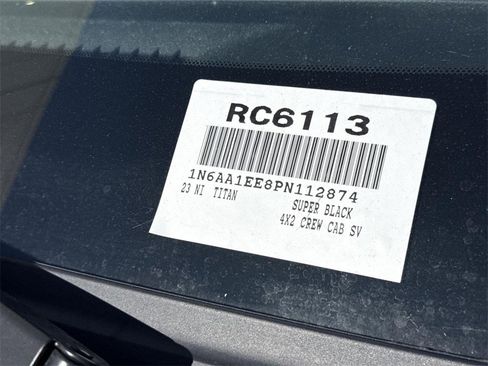 RC6113
1N6AA1EE8PN112874
23 NI TITAN SUPER BLACK
4X2 CREW CAB SV